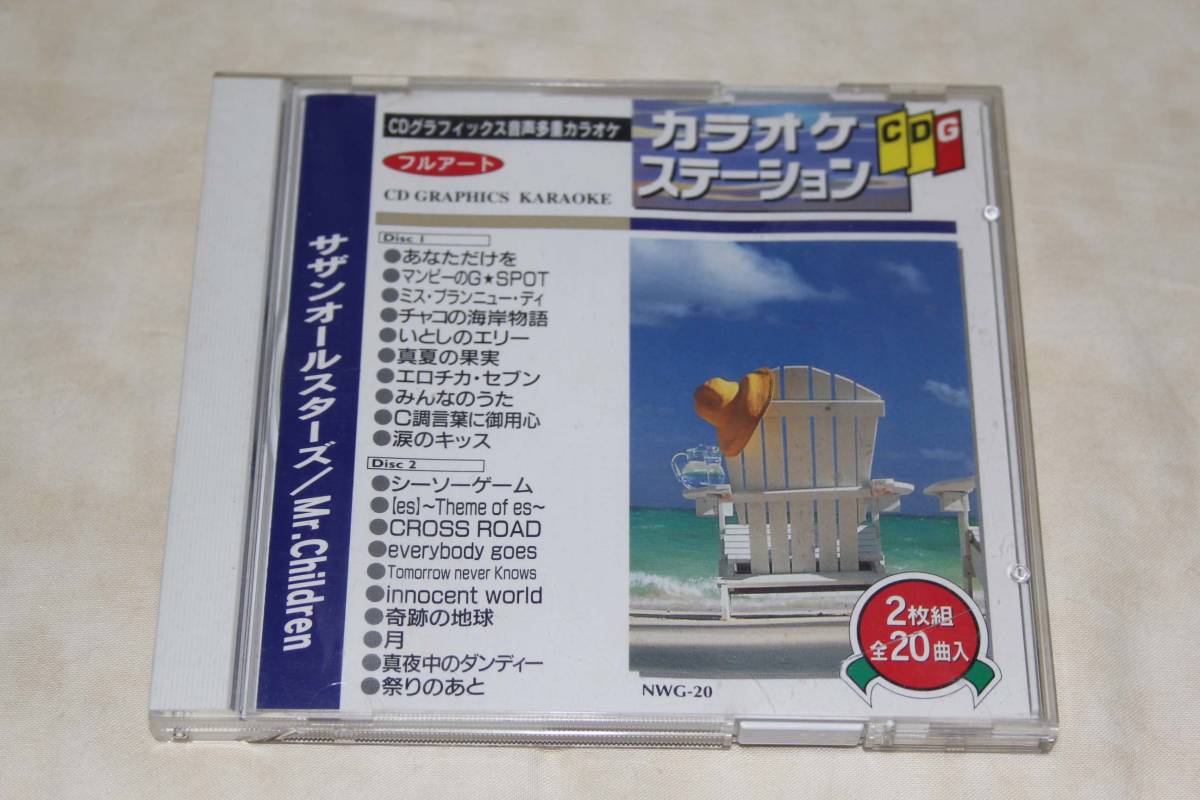 サザンオールスターズ/Mr.Children
CDグラフィックス音声多重カラオケ
フルアート
CD GRAPHICS KARAOKE
カラオケ
ステーション
CDG
Disc 1
●あなただけを
●マンピーのG★SPOT
●ミス・ブランニュー・ディ
●チャコの海岸物語
●いとしのエリー
●真夏の果実
●エロチカ・セブン
●みんなのうた
●C調言葉に御用心
●涙のキッス
Disc 2
●シーソーゲーム
●[es]~Theme of es~
●CROSS ROAD
●everybody goes
●Tomorrow never Knows
●innocent world
●奇跡の地球
●月
●真夜中のダンディー
●祭りのあと
2枚組
全20曲入
NWG-20